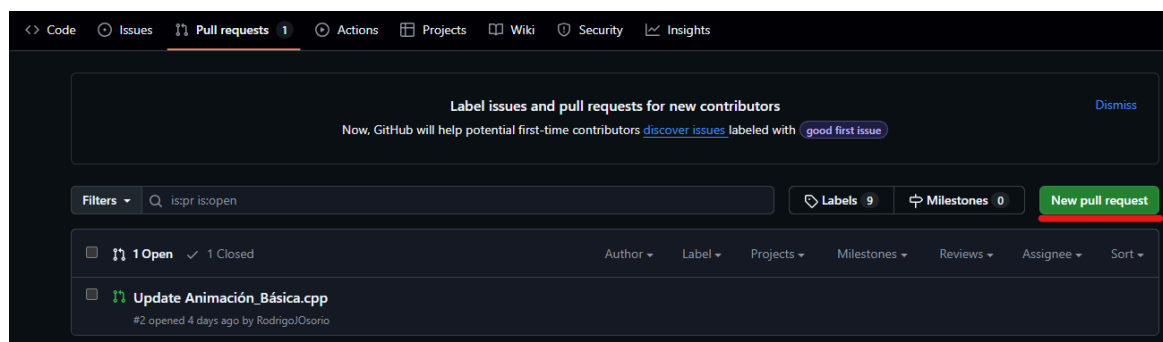 Code Issues Pull requests 1 Actions Projects Wiki Security Insights
Label issues and pull requests for new contributors
Dismiss
Now, GitHub will help potential first-time contributors discover issues labeled with good first issue
Filters is:pr is:open Labels 9 Milestones 0 New pull request
1 Open 1 Closed Author Label Projects Milestones Reviews Assignee Sort
Update Animación_Básica.cpp
#2 opened 4 days ago by RodrigoJOsorio